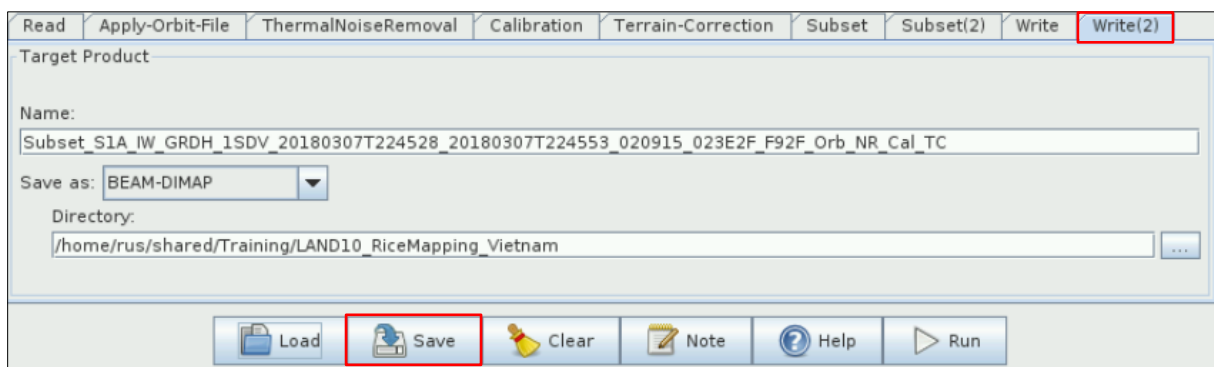 Read Apply-Orbit-File ThermalNoiseRemoval Calibration Terrain-Correction Subset Subset(2) Write Write(2)
Target Product
Name:
Subset_S1A_IW_GRDH_1SDV_20180307T224528_20180307T224553_020915_023E2F_F92F_Orb_NR_Cal_TC
Save as: BEAM-DIMAP
Directory:
/home/rus/shared/Training/LAND10_RiceMapping_Vietnam
...
Load Save Clear Note Help Run